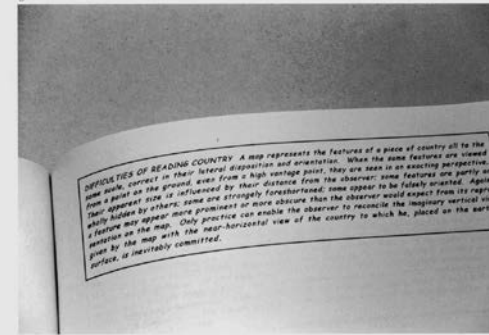 DIFFICULTIES OF READING COUNTRY A map represents the features of a piece of country all to the
same scale, correct in their lateral disposition and orientation. When the same features are viewed
from a point on the ground, even from a high vantage point, they are seen in an exacting perspective.
Their apparent size is influenced by their distance from the observer; some features are partly
wholly hidden by others; some are strongely foreshortened; some appear to be falsely oriented.
a feature may appear more prominent or more obscure than the observer would expect from its
sentation on the map. Only practice can enable the observer to reconcile the imaginary vertical
given by the map with the near-horizontal view of the country to which he, placed on the
surface, is inevitably committed.